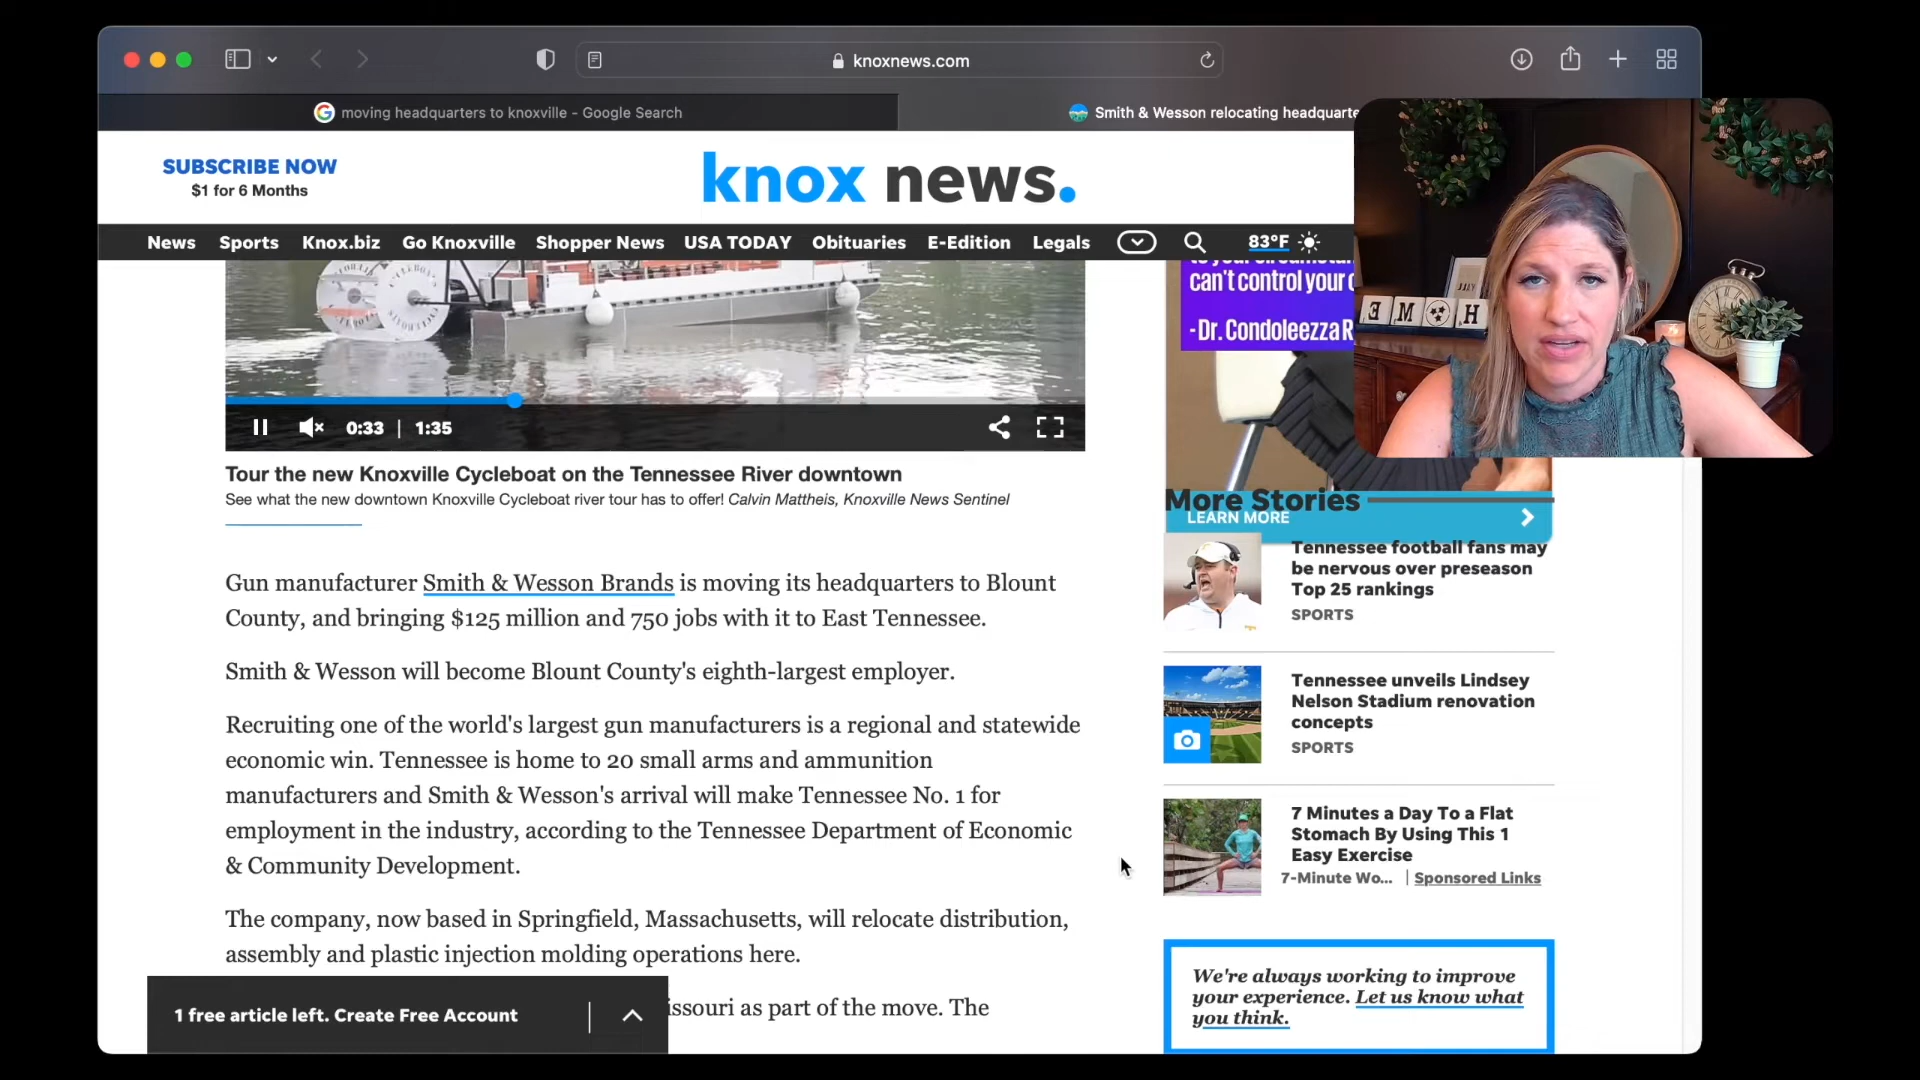 knoxnews.com
moving headquarters to knoxville - Google Search
Smith & Wesson relocating headquarte
SUBSCRIBE NOW
$1 for 6 Months
knox news.
News Sports Knox.biz Go Knoxville Shopper News USA TODAY Obituaries E-Edition Legals 83°F
can't control your
- Dr. Condoleezza R
HOME
0:33 | 1:35
Tour the new Knoxville Cycleboat on the Tennessee River downtown
See what the new downtown Knoxville Cycleboat river tour has to offer! Calvin Mattheis, Knoxville News Sentinel
Gun manufacturer Smith & Wesson Brands is moving its headquarters to Blount
County, and bringing $125 million and 750 jobs with it to East Tennessee.
Smith & Wesson will become Blount County's eighth-largest employer.
Recruiting one of the world's largest gun manufacturers is a regional and statewide
economic win. Tennessee is home to 20 small arms and ammunition
manufacturers and Smith & Wesson's arrival will make Tennessee No. 1 for
employment in the industry, according to the Tennessee Department of Economic
& Community Development.
The company, now based in Springfield, Massachusetts, will relocate distribution,
assembly and plastic injection molding operations here.
issouri as part of the move. The
1 free article left. Create Free Account
More Stories
LEARN MORE
Tennessee football fans may
be nervous over preseason
Top 25 rankings
SPORTS
Tennessee unveils Lindsey
Nelson Stadium renovation
concepts
SPORTS
7 Minutes a Day To a Flat
Stomach By Using This 1
Easy Exercise
7-Minute Wo... | Sponsored Links
We're always working to improve
your experience. Let us know what
you think.